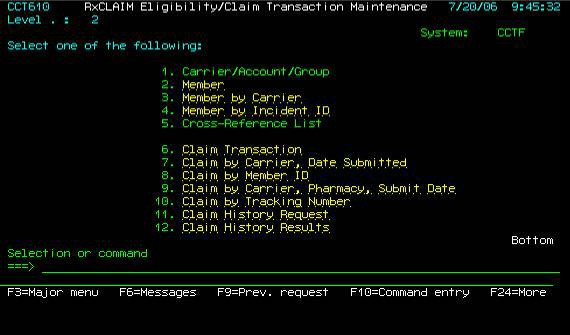 CCT610 RxCLAIM Eligibility/Claim Transaction Maintenance 7/20/06 9:45:32
Level . : 2
System: CCTF
Select one of the following:
1. Carrier/Account/Group
2. Member
3. Member by Carrier
4. Member by Incident ID
5. Cross-Reference List
6. Claim Transaction
7. Claim by Carrier, Date Submitted
8. Claim by Member ID
9. Claim by Carrier, Pharmacy, Submit Date
10. Claim by Tracking Number
11. Claim History Request
12. Claim History Results
Bottom
Selection or command
===>
F3=Major menu F6=Messages F9=Prev. request F10=Command entry F24=More